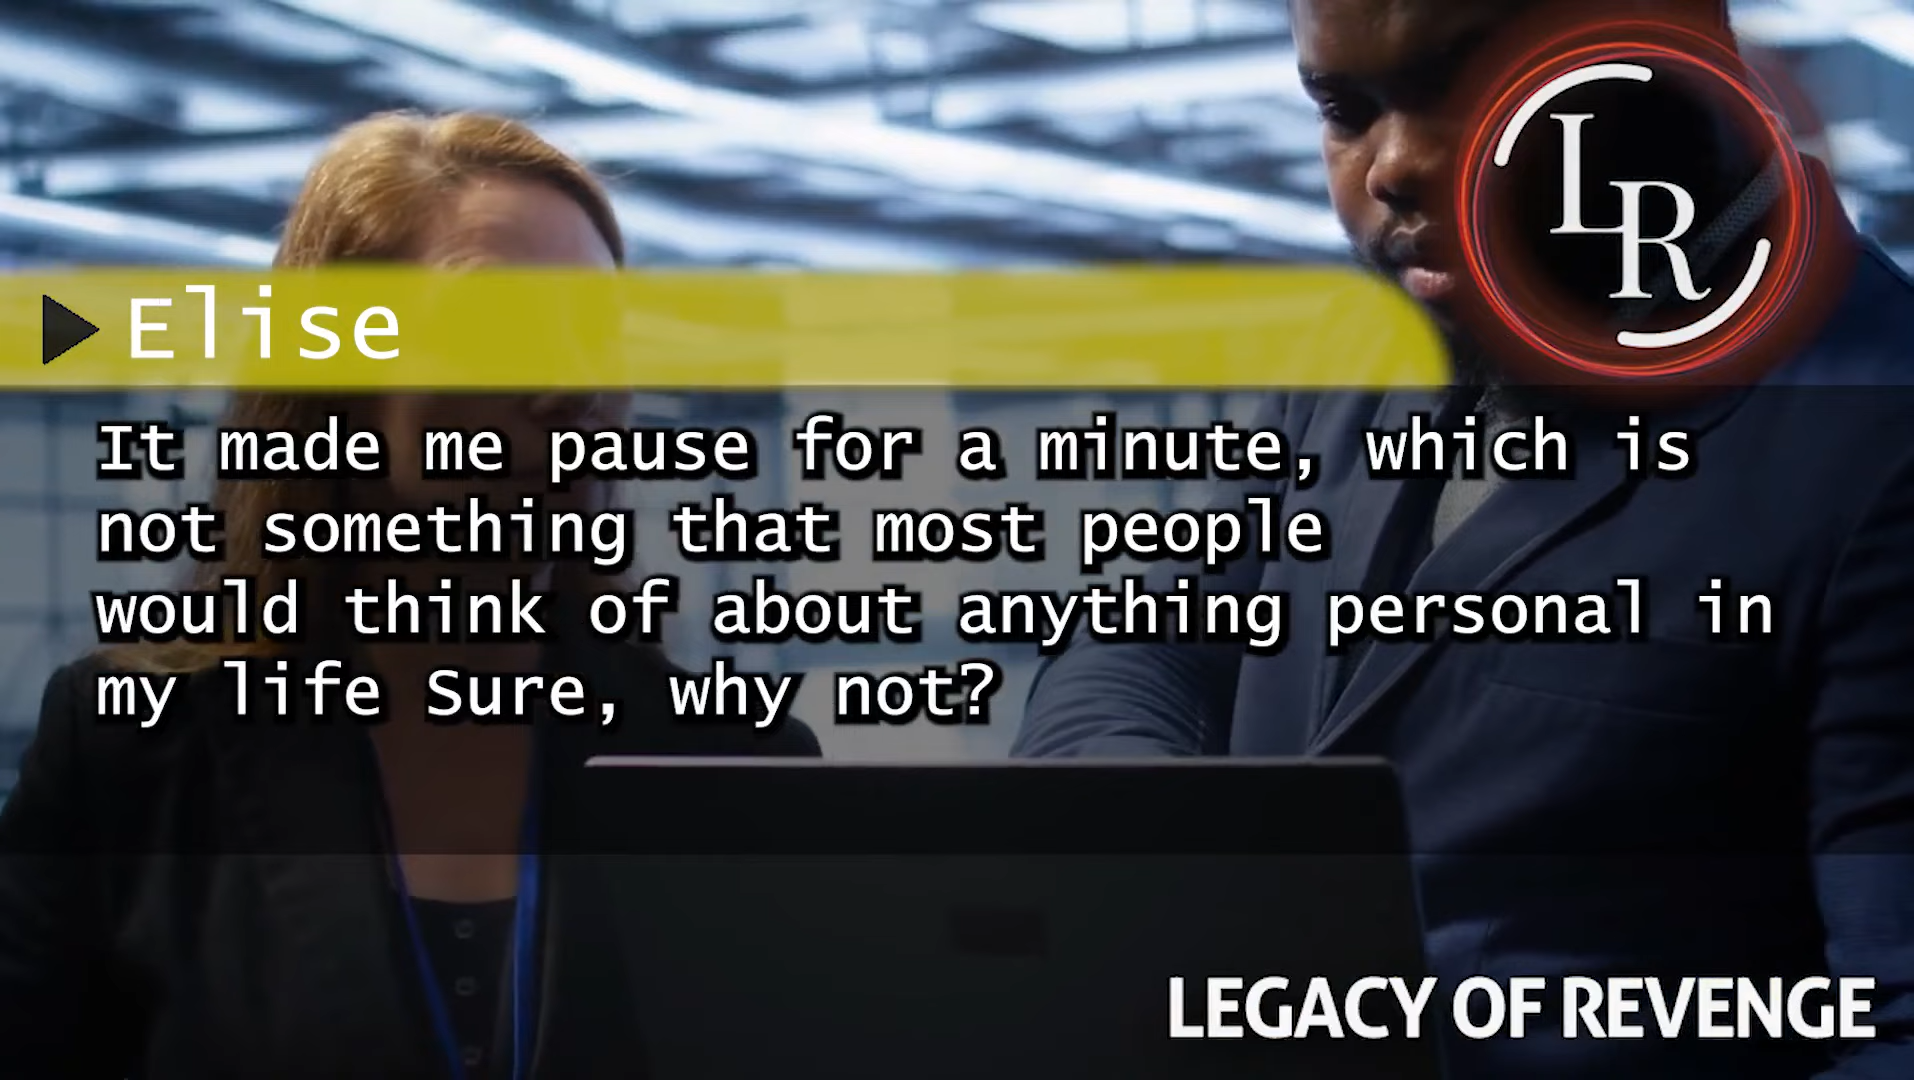 LR
Elise
It made me pause for a minute, which is
not something that most people
would think of about anything personal in
my life Sure, why not?
LEGACY OF REVENGE